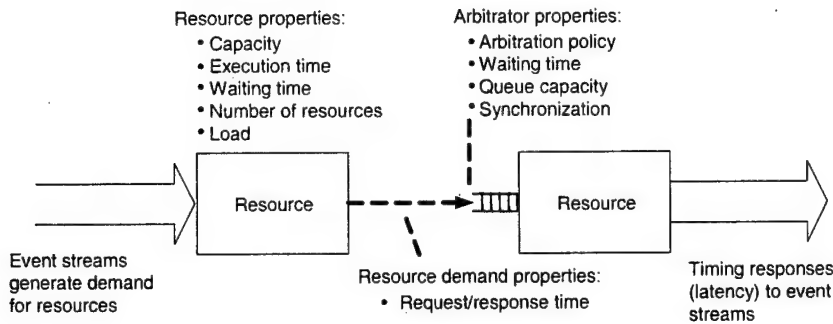 Resource properties:
• Capacity
• Execution time
• Waiting time
• Number of resources
• Load
Arbitrator properties:
• Arbitration policy
• Waiting time
• Queue capacity
• Synchronization
Resource
Resource
Event streams
generate demand
for resources
Resource demand properties:
• Request/response time
Timing responses
(latency) to event
streams